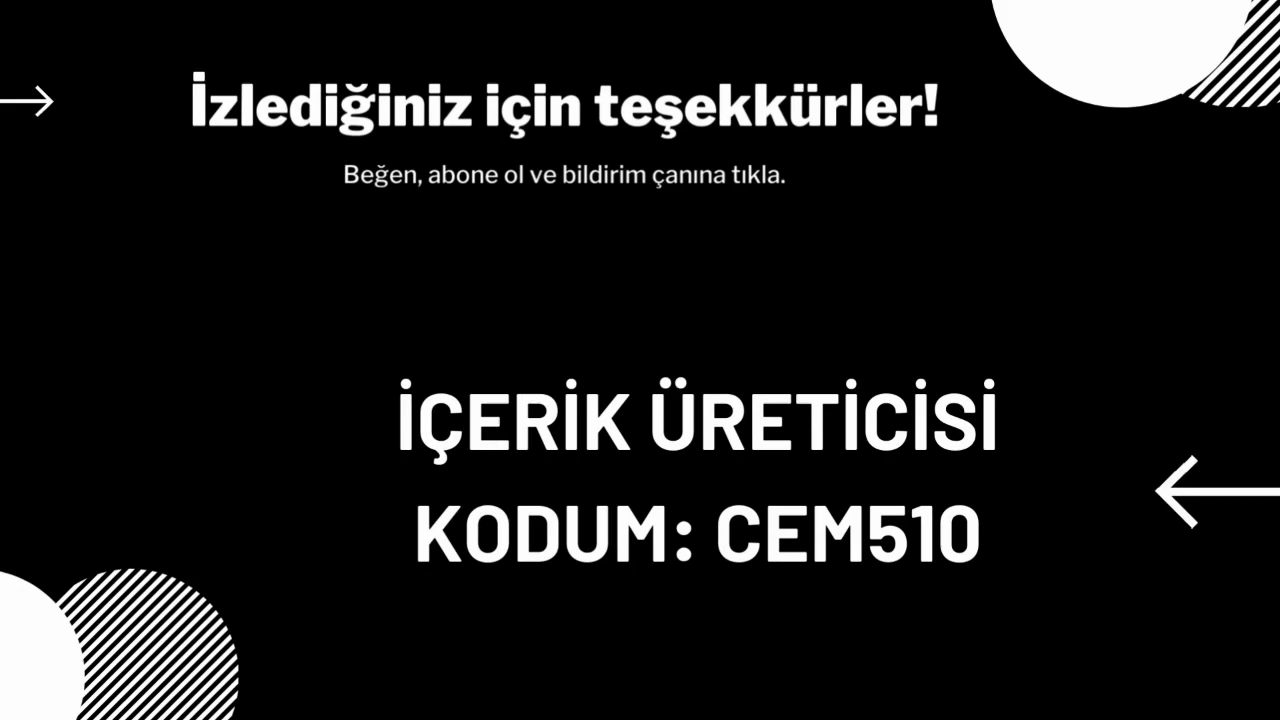 İzlediğiniz için teşekkürler!
Beğen, abone ol ve bildirim çanına tıkla.
İÇERİK ÜRETİCİSİ
KODUM: CEM510